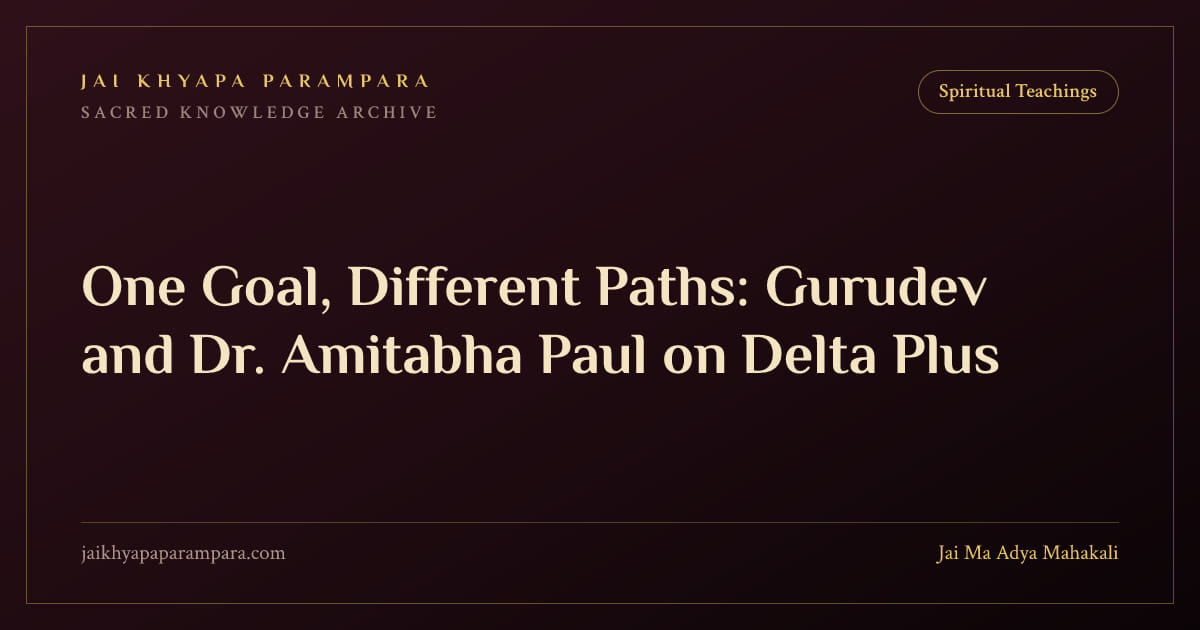 JAI KHYAPA PARAMPARA
SACRED KNOWLEDGE ARCHIVE
Spiritual Teachings
One Goal, Different Paths: Gurudev
and Dr. Amitabha Paul on Delta Plus
jaikhyapaparampara.com
Jai Ma Adya Mahakali